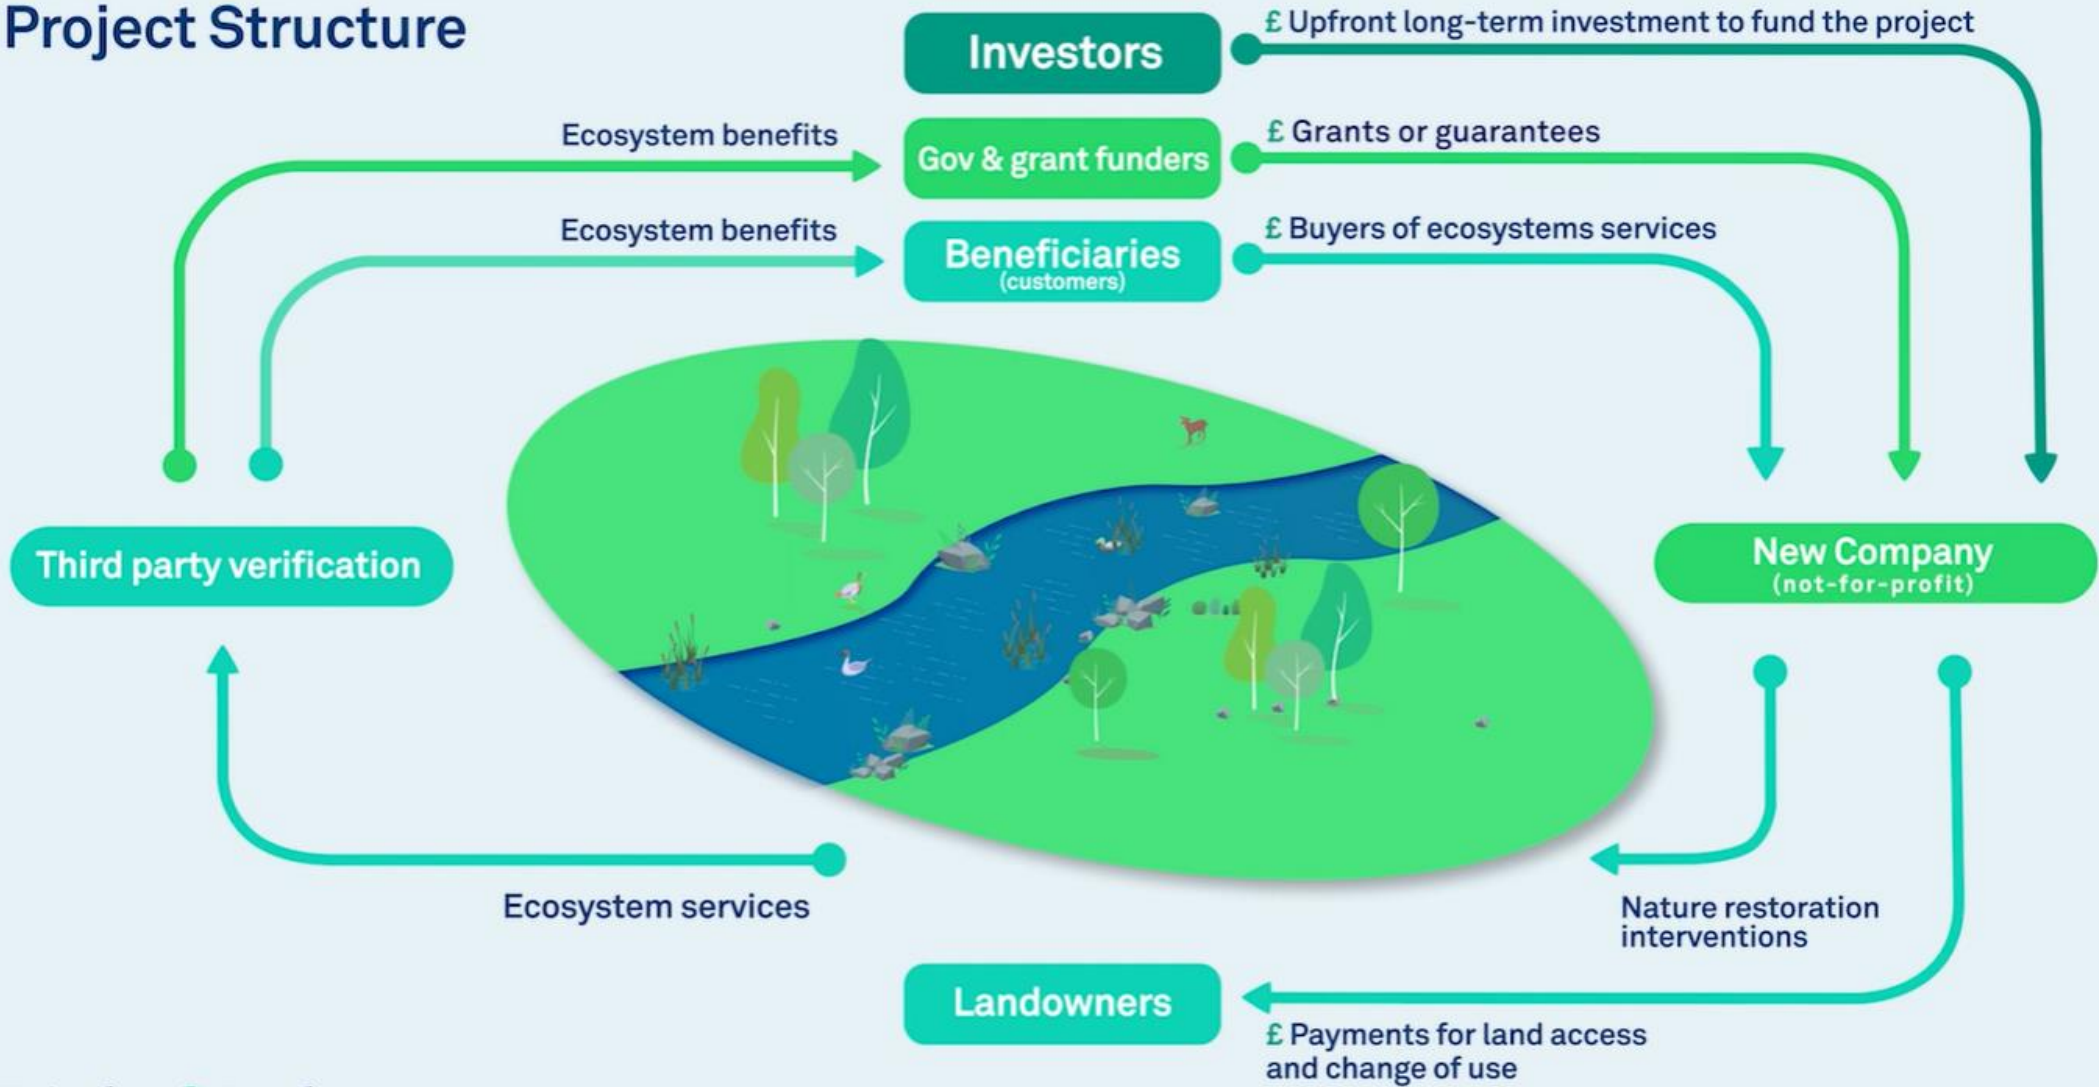 Project Structure
Investors
£ Upfront long-term investment to fund the project
Ecosystem benefits
Gov & grant funders
£ Grants or guarantees
Ecosystem benefits
Beneficiaries
(customers)
£ Buyers of ecosystems services
Third party verification
New Company
(not-for-profit)
Ecosystem services
Nature restoration
interventions
Landowners
£ Payments for land access
and change of use